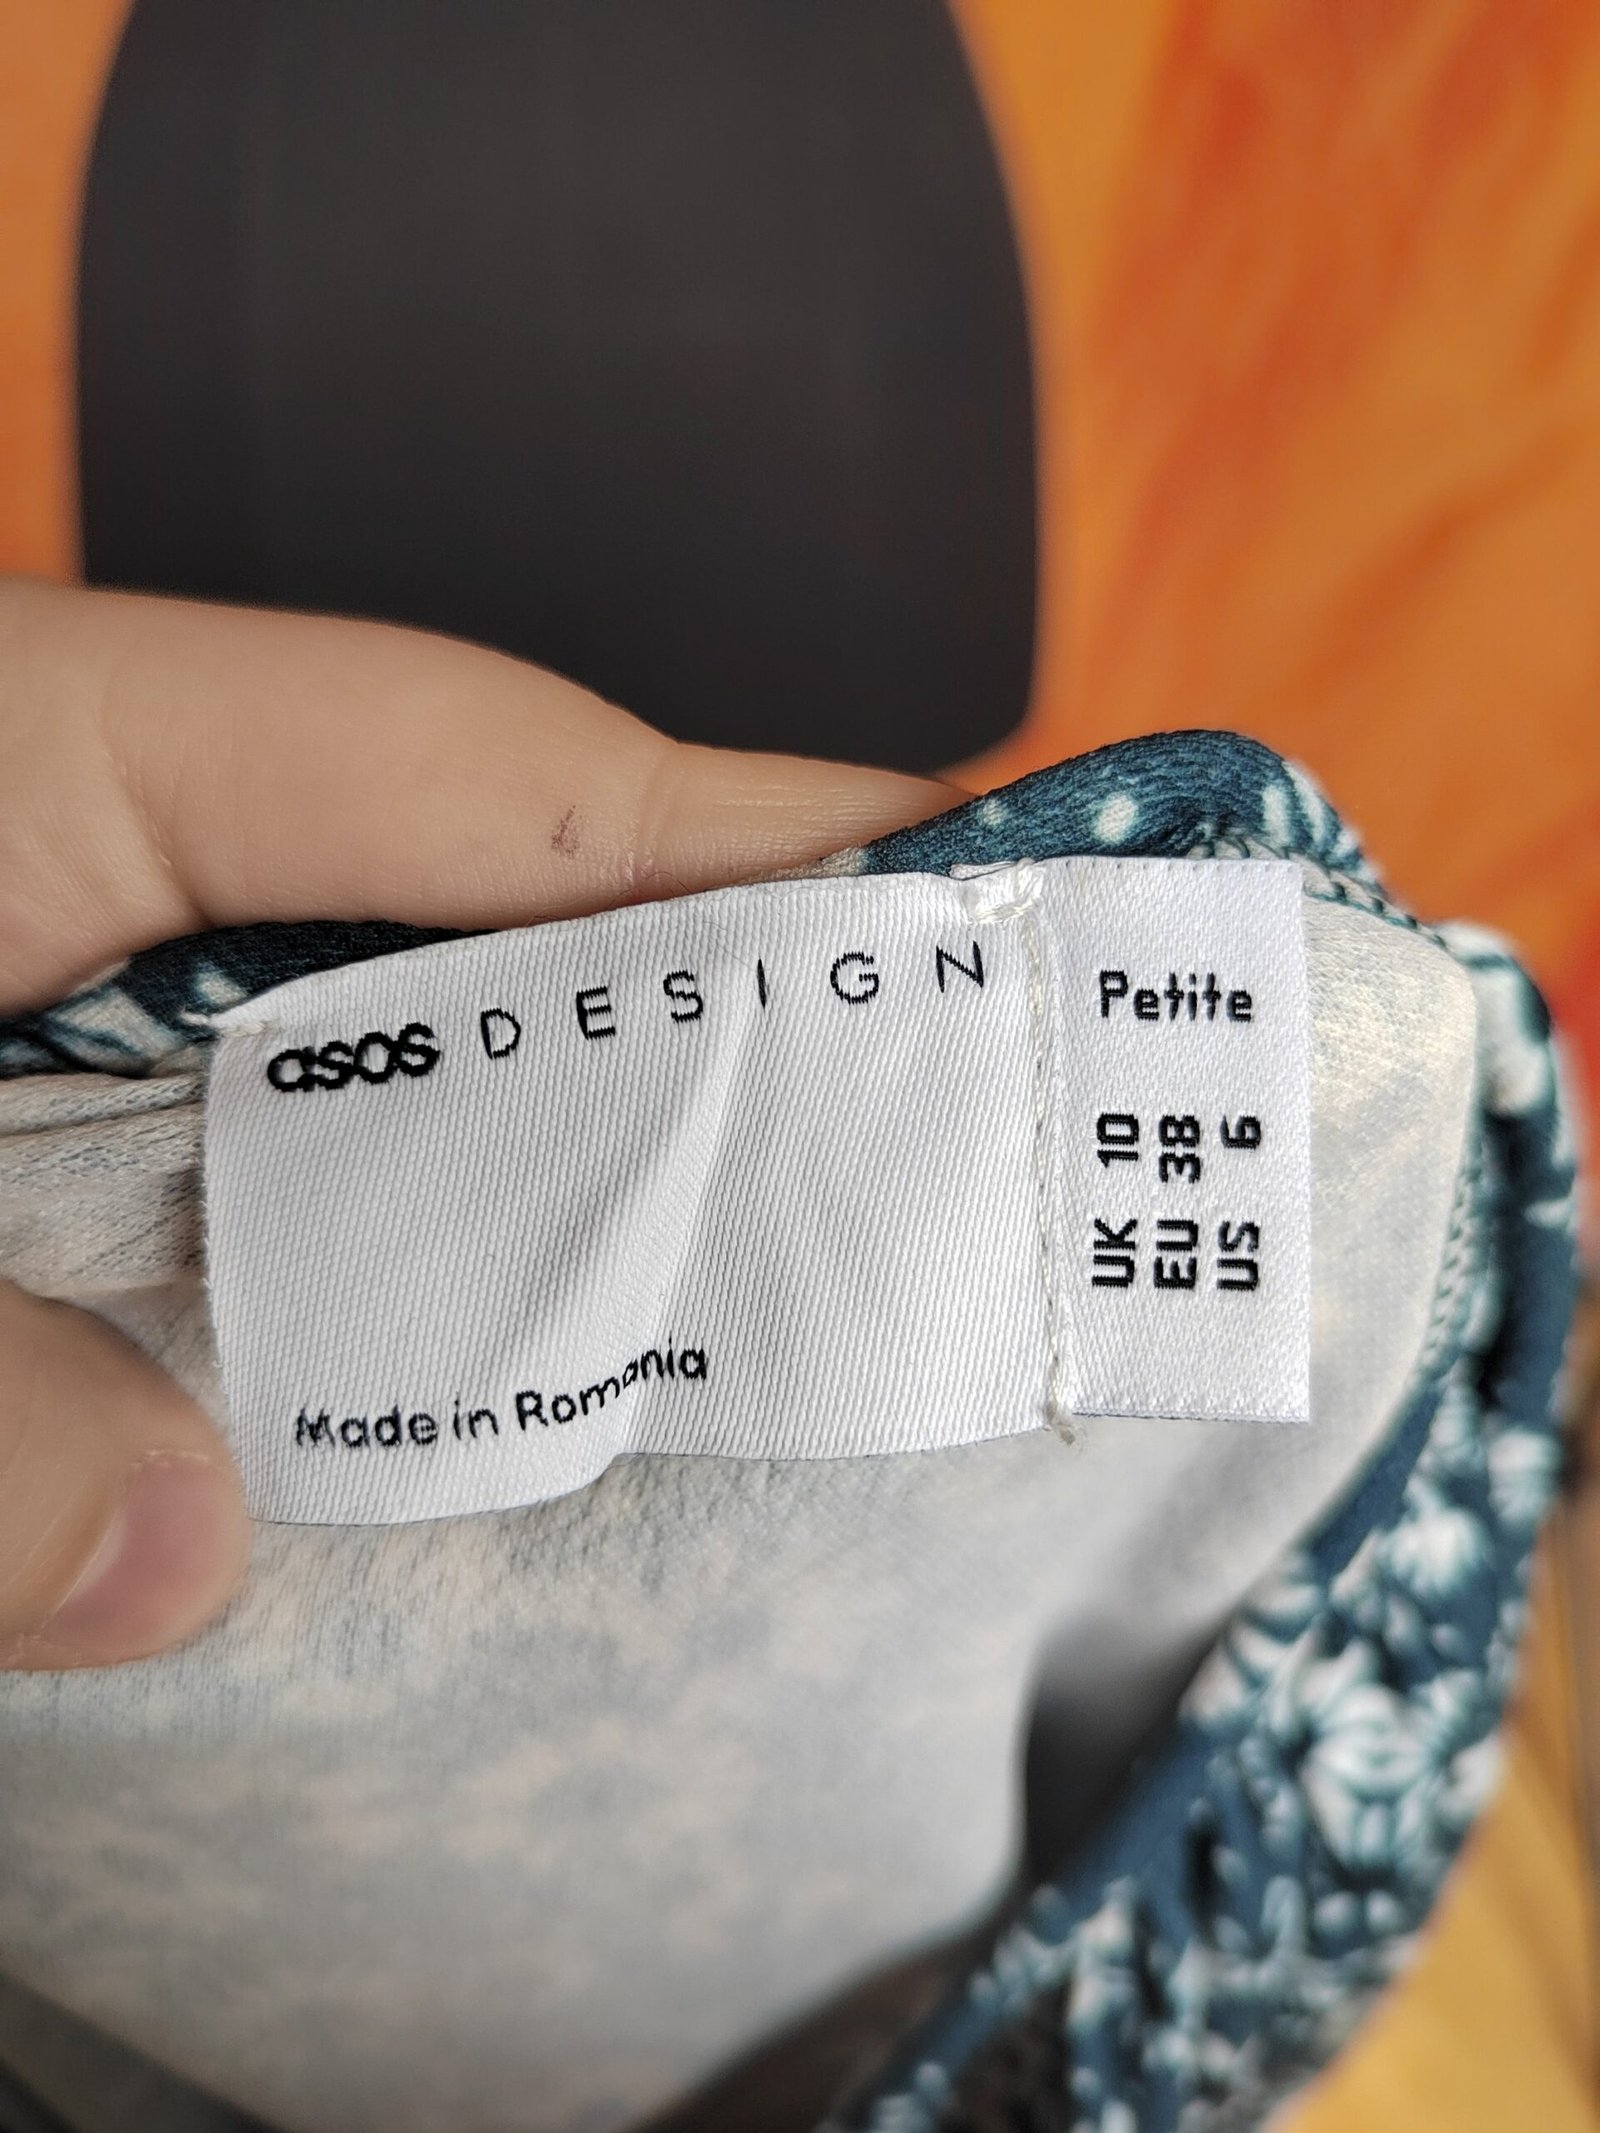 asos DESIGN
Made in Romania
Petite
UK 10
EU 38
US 6